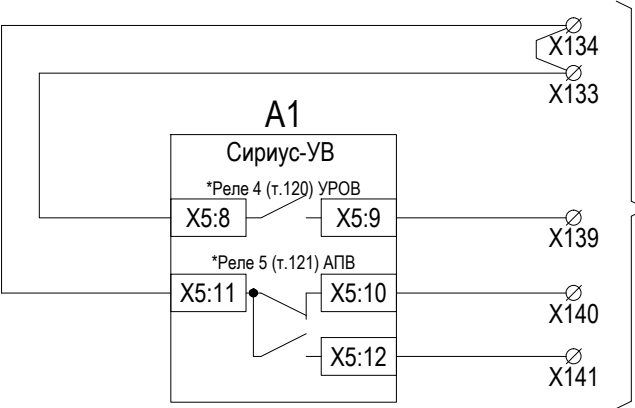 X134
X133
A1
Сириус-УВ
*Реле 4 (т.120) УРОВ
X5:8
X5:9
X139
*Реле 5 (т.121) АПВ
X5:11
X5:10
X140
X5:12
X141